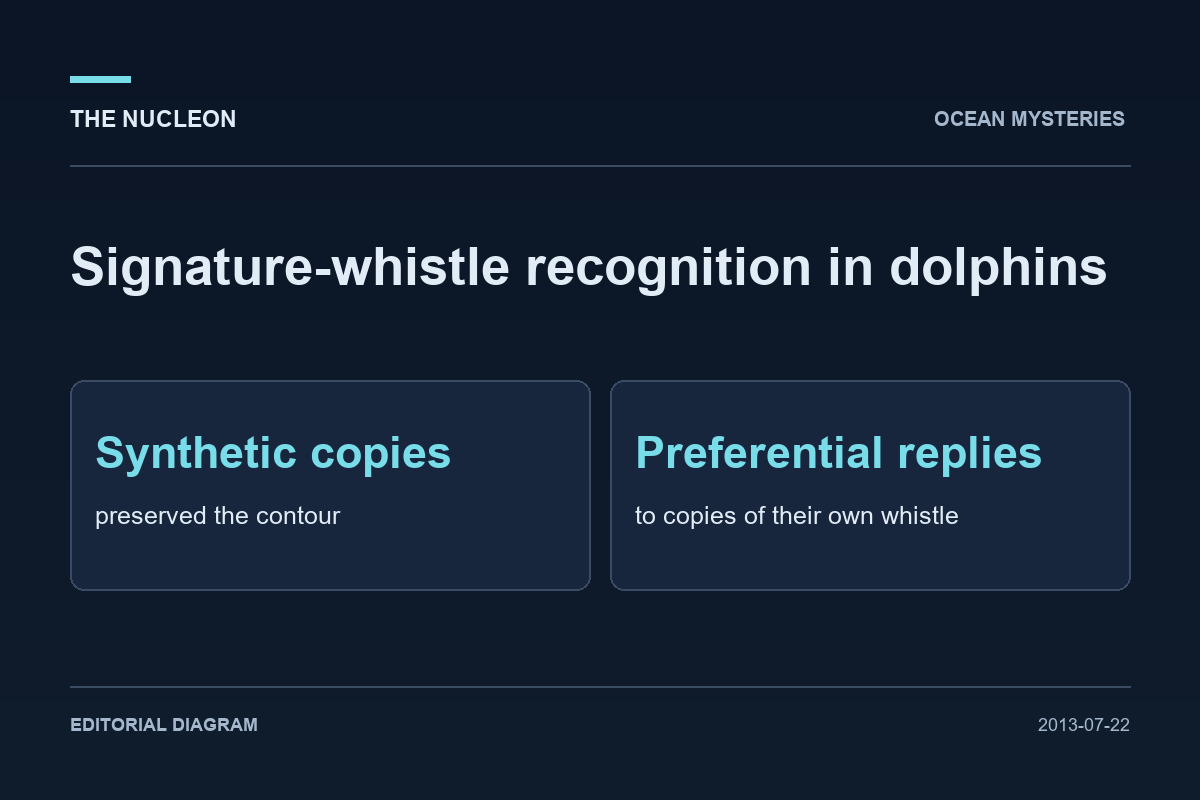 THE NUCLEON
OCEAN MYSTERIES
Signature-whistle recognition in dolphins
Synthetic copies
preserved the contour
Preferential replies
to copies of their own whistle
EDITORIAL DIAGRAM
2013-07-22